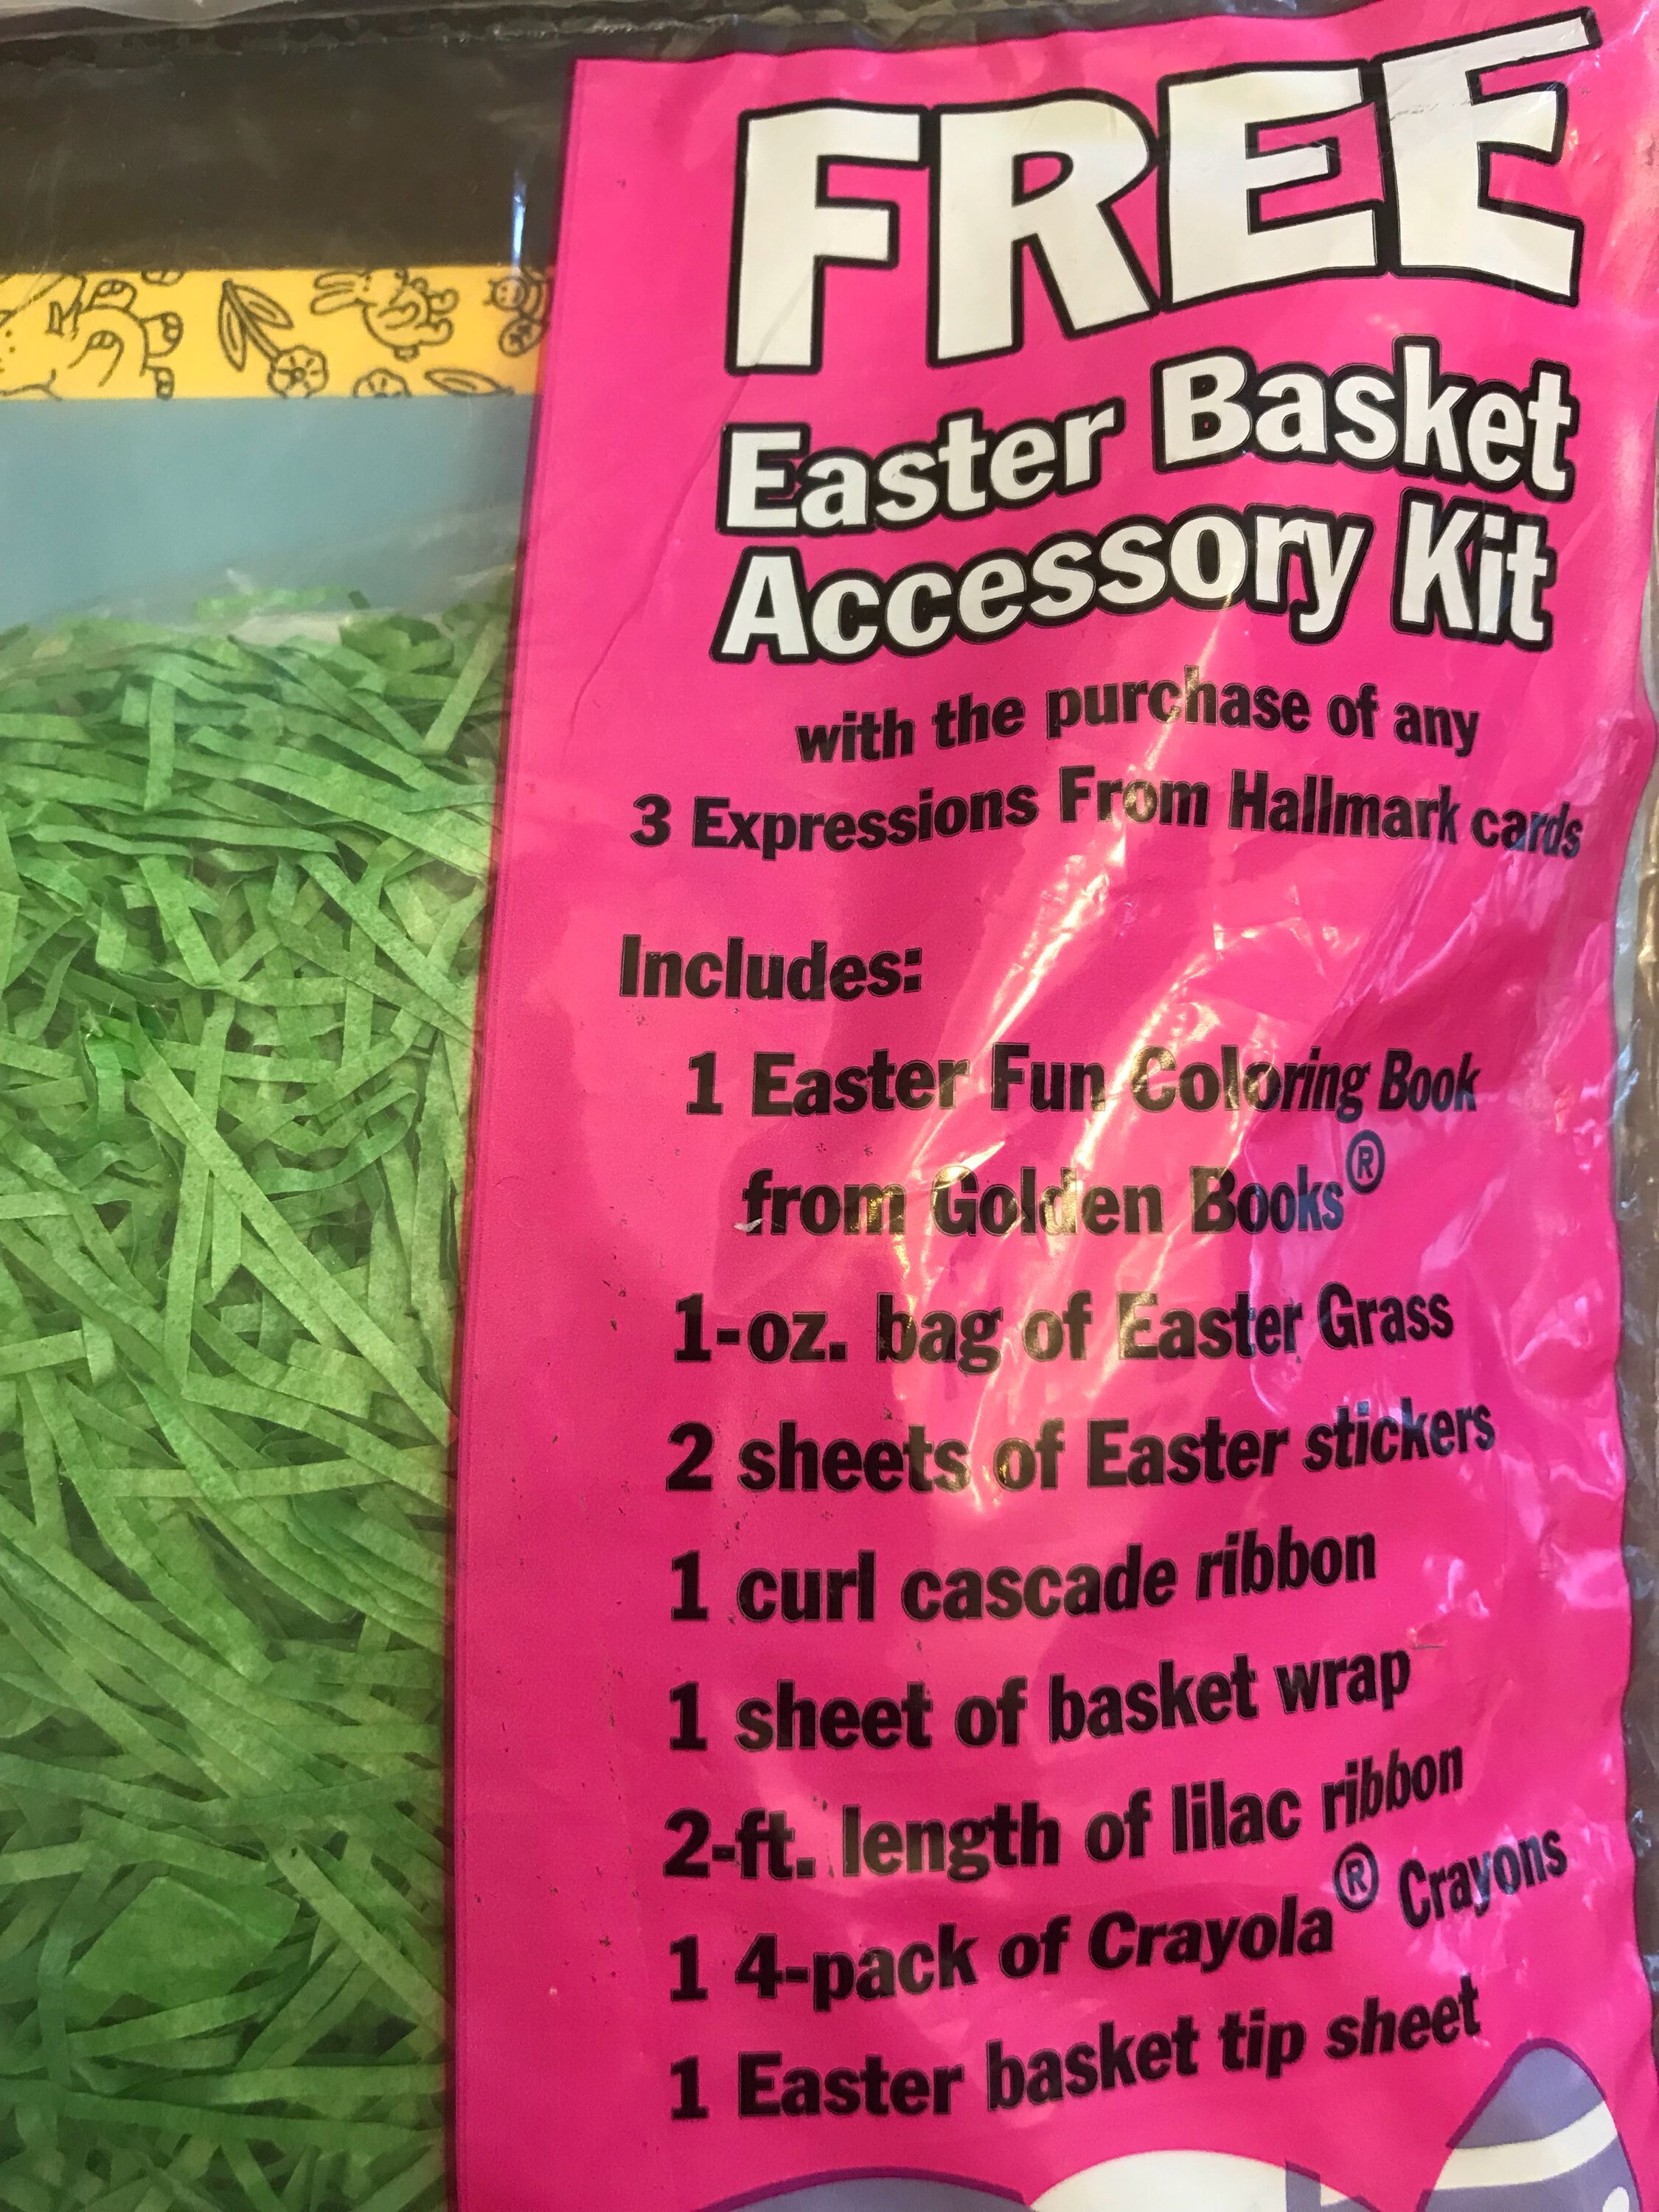 FREE
Easter Basket
Accessory Kit
with the purchase of any
3 Expressions From Hallmark cards
Includes:
1 Easter Fun Coloring Book
from Golden Books®
1-oz. bag of Easter Grass
2 sheets of Easter stickers
1 curl cascade ribbon
1 sheet of basket wrap
2-ft. length of lilac ribbon
1 4-pack of Crayola® Crayons
1 Easter basket tip sheet